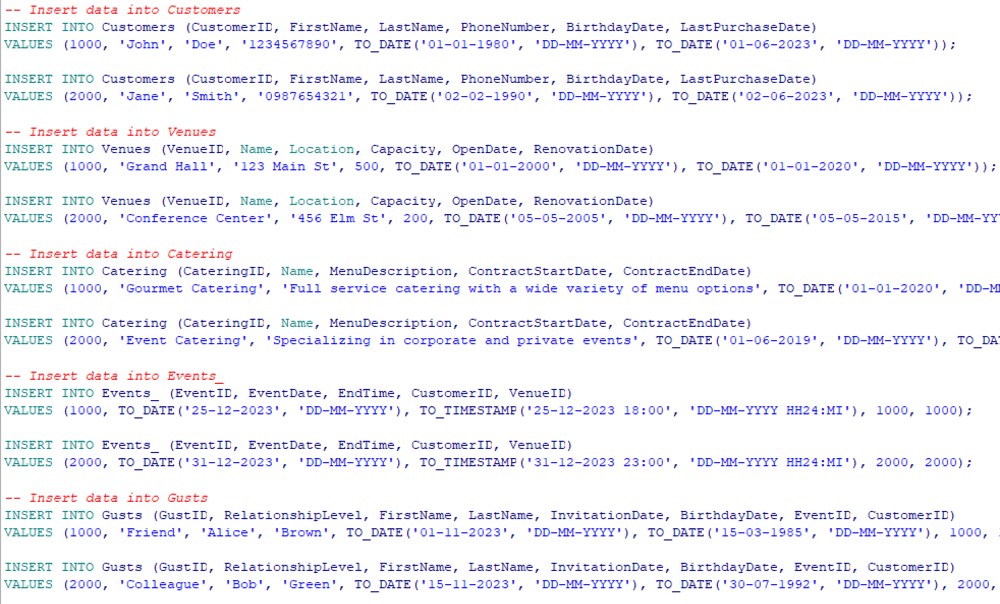 -- Insert data into Customers
INSERT INTO Customers (CustomerID, FirstName, LastName, PhoneNumber, BirthdayDate, LastPurchaseDate)
VALUES (1000, 'John', 'Doe', '1234567890', TO_DATE('01-01-1980', 'DD-MM-YYYY'), TO_DATE('01-06-2023', 'DD-MM-YYYY'));
INSERT INTO Customers (CustomerID, FirstName, LastName, PhoneNumber, BirthdayDate, LastPurchaseDate)
VALUES (2000, 'Jane', 'Smith', '0987654321', TO_DATE('02-02-1990', 'DD-MM-YYYY'), TO_DATE('02-06-2023', 'DD-MM-YYYY'));
-- Insert data into Venues
INSERT INTO Venues (VenueID, Name, Location, Capacity, OpenDate, RenovationDate)
VALUES (1000, 'Grand Hall', '123 Main St', 500, TO_DATE('01-01-2000', 'DD-MM-YYYY'), TO_DATE('01-01-2020', 'DD-MM-YYYY'));
INSERT INTO Venues (VenueID, Name, Location, Capacity, OpenDate, RenovationDate)
VALUES (2000, 'Conference Center', '456 Elm St', 200, TO_DATE('05-05-2005', 'DD-MM-YYYY'), TO_DATE('05-05-2015', 'DD-MM-YY
-- Insert data into Catering
INSERT INTO Catering (CateringID, Name, MenuDescription, ContractStartDate, ContractEndDate)
VALUES (1000, 'Gourmet Catering', 'Full service catering with a wide variety of menu options', TO_DATE('01-01-2020', 'DD-M
INSERT INTO Catering (CateringID, Name, MenuDescription, ContractStartDate, ContractEndDate)
VALUES (2000, 'Event Catering', 'Specializing in corporate and private events', TO_DATE('01-06-2019', 'DD-MM-YYYY'), TO_DA
-- Insert data into Events_
INSERT INTO Events_ (EventID, EventDate, EndTime, CustomerID, VenueID)
VALUES (1000, TO_DATE('25-12-2023', 'DD-MM-YYYY'), TO_TIMESTAMP('25-12-2023 18:00', 'DD-MM-YYYY HH24:MI'), 1000, 1000);
INSERT INTO Events_ (EventID, EventDate, EndTime, CustomerID, VenueID)
VALUES (2000, TO_DATE('31-12-2023', 'DD-MM-YYYY'), TO_TIMESTAMP('31-12-2023 23:00', 'DD-MM-YYYY HH24:MI'), 2000, 2000);
-- Insert data into Gusts
INSERT INTO Gusts (GustID, RelationshipLevel, FirstName, LastName, InvitationDate, BirthdayDate, EventID, CustomerID)
VALUES (1000, 'Friend', 'Alice', 'Brown', TO_DATE('01-11-2023', 'DD-MM-YYYY'), TO_DATE('15-03-1985', 'DD-MM-YYYY'), 1000,
INSERT INTO Gusts (GustID, RelationshipLevel, FirstName, LastName, InvitationDate, BirthdayDate, EventID, CustomerID)
VALUES (2000, 'Colleague', 'Bob', 'Green', TO_DATE('15-11-2023', 'DD-MM-YYYY'), TO_DATE('30-07-1992', 'DD-MM-YYYY'), 2000,